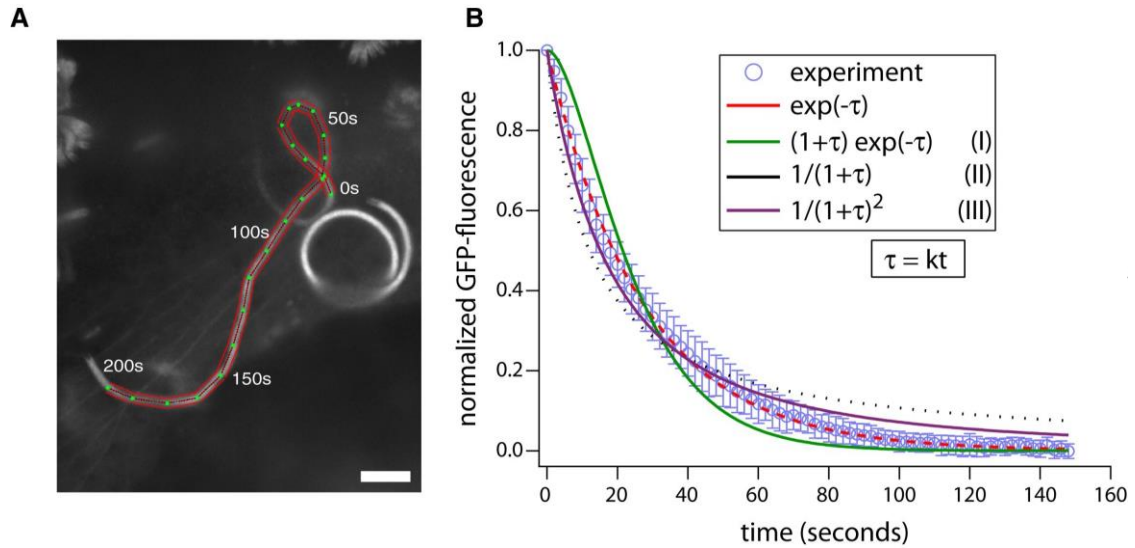 A
50s
0s
100s
150s
200s
B
normalized GFP-fluorescence
1.0
0.8
0.6
0.4
0.2
0.0
experiment
exp(-τ)
(1+τ) exp(-τ) (I)
1/(1+τ) (II)
1/(1+τ)² (III)
τ = kt
0 20 40 60 80 100 120 140 160
time (seconds)